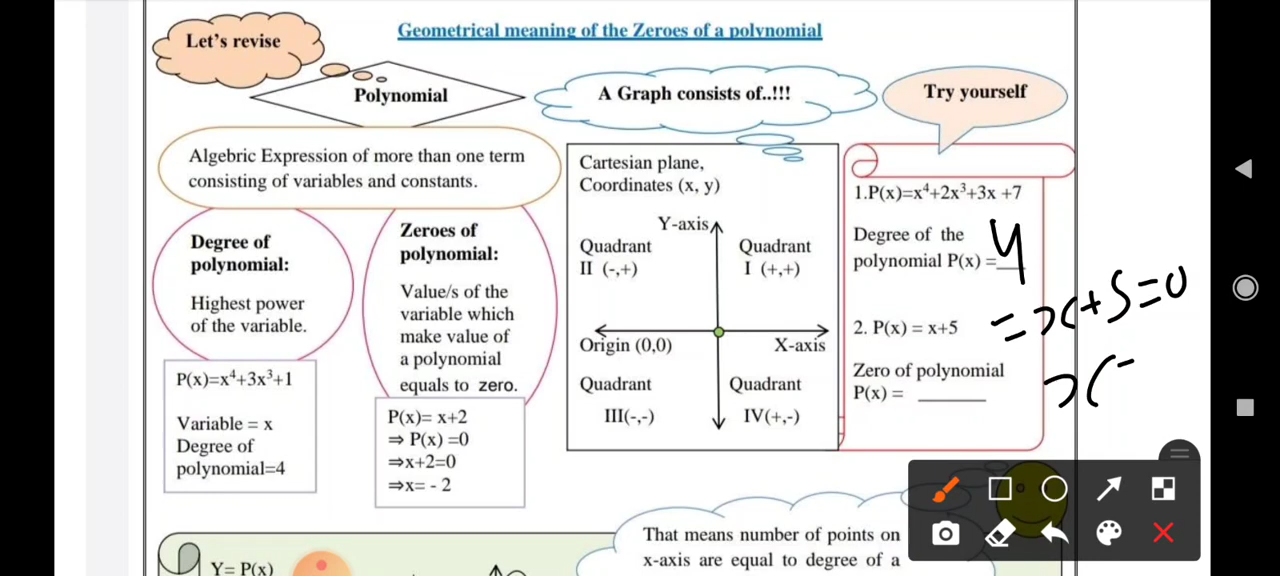 Let's revise
Geometrical meaning of the Zeroes of a polynomial
Polynomial
A Graph consists of..!!!
Try yourself
Algebric Expression of more than one term
consisting of variables and constants.
Degree of
polynomial:
Highest power
of the variable.
P(x)=x⁴+3x³+1
Variable = x
Degree of
polynomial=4
Zeroes of
polynomial:
Value/s of the
variable which
make value of
a polynomial
equals to zero.
P(x)= x+2
⇒ P(x) =0
⇒x+2=0
⇒x= - 2
Cartesian plane,
Coordinates (x, y)
Y-axis
Quadrant
II (-,+)
Quadrant
I (+,+)
Origin (0,0)
X-axis
Quadrant
III(-,-)
Quadrant
IV(+,-)
1.P(x)=x⁴+2x³+3x +7
Degree of the
polynomial P(x) =__ 4
2. P(x) = x+5
= x+5=0
Zero of polynomial
x=
P(x) = ______
That means number of points on
x-axis are equal to degree of a
Y= P(x)